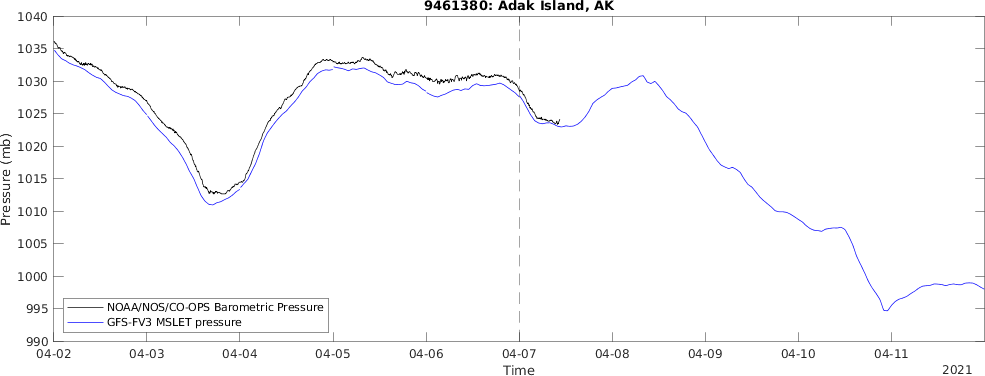 9461380: Adak Island, AK
1040
1035
1030
1025
1020
1015
1010
1005
1000
995
990
Pressure (mb)
NOAA/NOS/CO-OPS Barometric Pressure
GFS-FV3 MSLET pressure
04-02 04-03 04-04 04-05 04-06 04-07 04-08 04-09 04-10 04-11
Time
2021